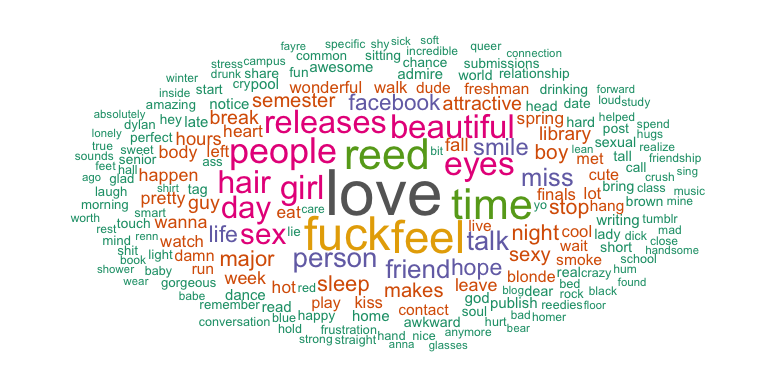 fayre specific shy sick soft queer
common sitting incredible connection
stress campus awesome chance submissions
drunk share fun admire world relationship
winter crypool wonderful walk dude freshman drinking forward
inside start semester facebook attractive head date loud study
amazing notice break releases beautiful spring hard helped
absolutely hey late heart library post spend
dylan hours people reed fall smile boy sexual hugs
lonely perfect body left bit lean met tall realize
true sweet ass eyes friendship
sounds senior happen hair girl love miss cute call sing
feet hall tag finals lot bring crush
ago glad shirt day time class music
laugh pretty guy eat care yo stop hang brown mine
morning smart wanna life sex lie fuck feel live night cool writing tumblr
worth touch watch talk lady dick mad
rest renn wait short close
mind light damn major person friend hope sexy smoke handsome
shit baby run week sleep makes leave blonde real crazy school
book gorgeous hot red god dear bed hum
shower babe dance play kiss blog publish rock black found
wear remember read contact soul reedies floor
conversation blue happy home awkward hurt bad homer
hold frustration hand nice anymore bear
strong straight anna glasses